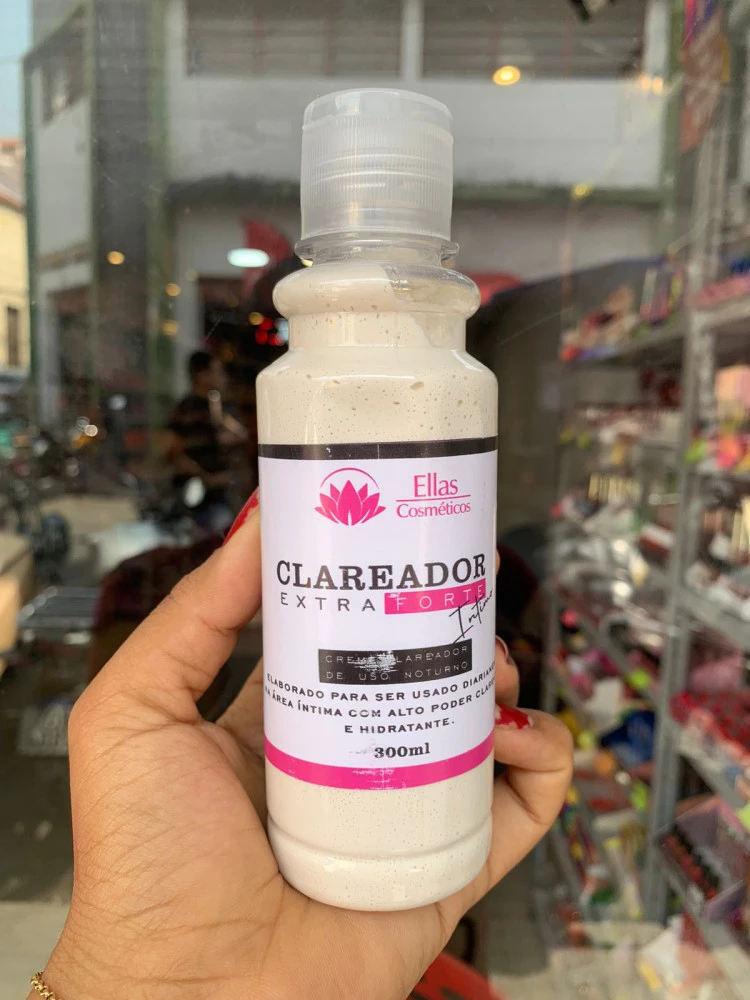 Ellas
Cosméticos
CLAREADOR
EXTRA FORTE
Intimo
CREME CLAREADOR
DE USO NOTURNO
ELABORADO PARA SER USADO
ÁREA ÍNTIMA COM ALTO PODER
E HIDRATANTE.
300ml